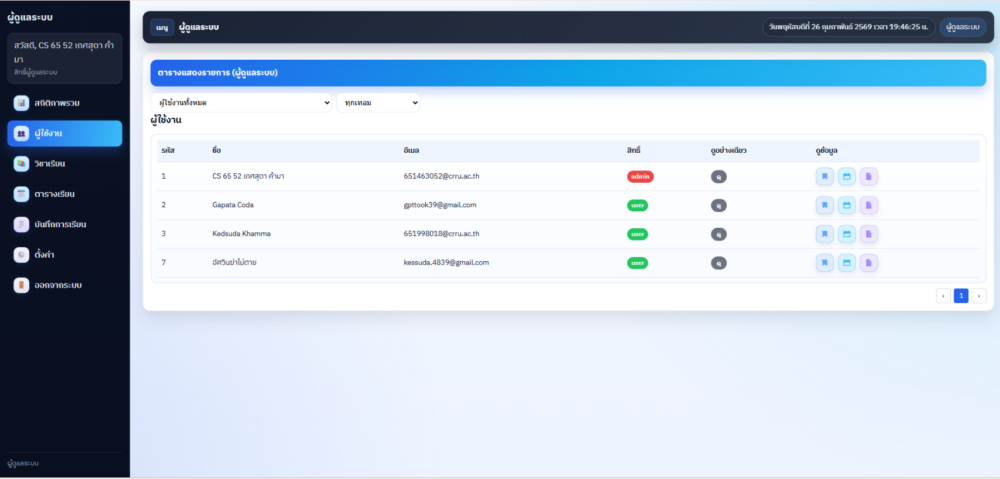 ผู้ดูแลระบบ
สวัสดี, CS 65 52 เกศสุดา คำ
มา
สิทธิ์ผู้ดูแลระบบ
สถิติภาพรวม
ผู้ใช้งาน
วิชาเรียน
ตารางเรียน
บันทึกการเรียน
ตั้งค่า
ออกจากระบบ
ผู้ดูแลระบบ
เมนู ผู้ดูแลระบบ วันพฤหัสบดีที่ 26 กุมภาพันธ์ 2569 เวลา 19:46:25 น. ผู้ดูแลระบบ
ตารางแสดงรายการ (ผู้ดูแลระบบ)
ผู้ใช้งานทั้งหมด ทุกเทอม
ผู้ใช้งาน
รหัส ชื่อ อีเมล สิทธิ์ ดูอย่างเดียว ดูข้อมูล
1 CS 65 52 เกศสุดา คำมา 651463052@crru.ac.th admin ดู
2 Gapata Coda gpttook39@gmail.com user ดู
3 Kedsuda Khamma 651998018@crru.ac.th user ดู
7 อัศวินฆ่าไม่ตาย kessuda.4839@gmail.com user ดู
‹ 1 ›